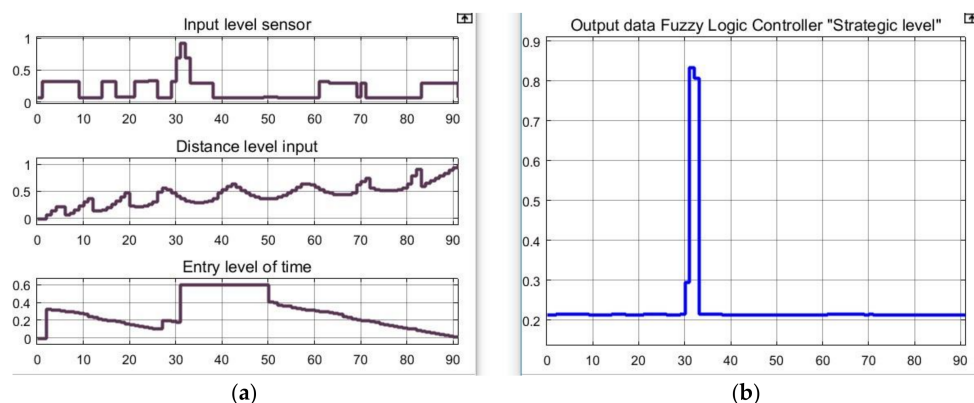 Input level sensor
1
0.5
0
0 10 20 30 40 50 60 70 80 90
Distance level input
1
0.5
0
0 10 20 30 40 50 60 70 80 90
Entry level of time
0.6
0.4
0.2
0
0 10 20 30 40 50 60 70 80 90
(a)
Output data Fuzzy Logic Controller "Strategic level"
0.9
0.8
0.7
0.6
0.5
0.4
0.3
0.2
0 10 20 30 40 50 60 70 80 90
(b)